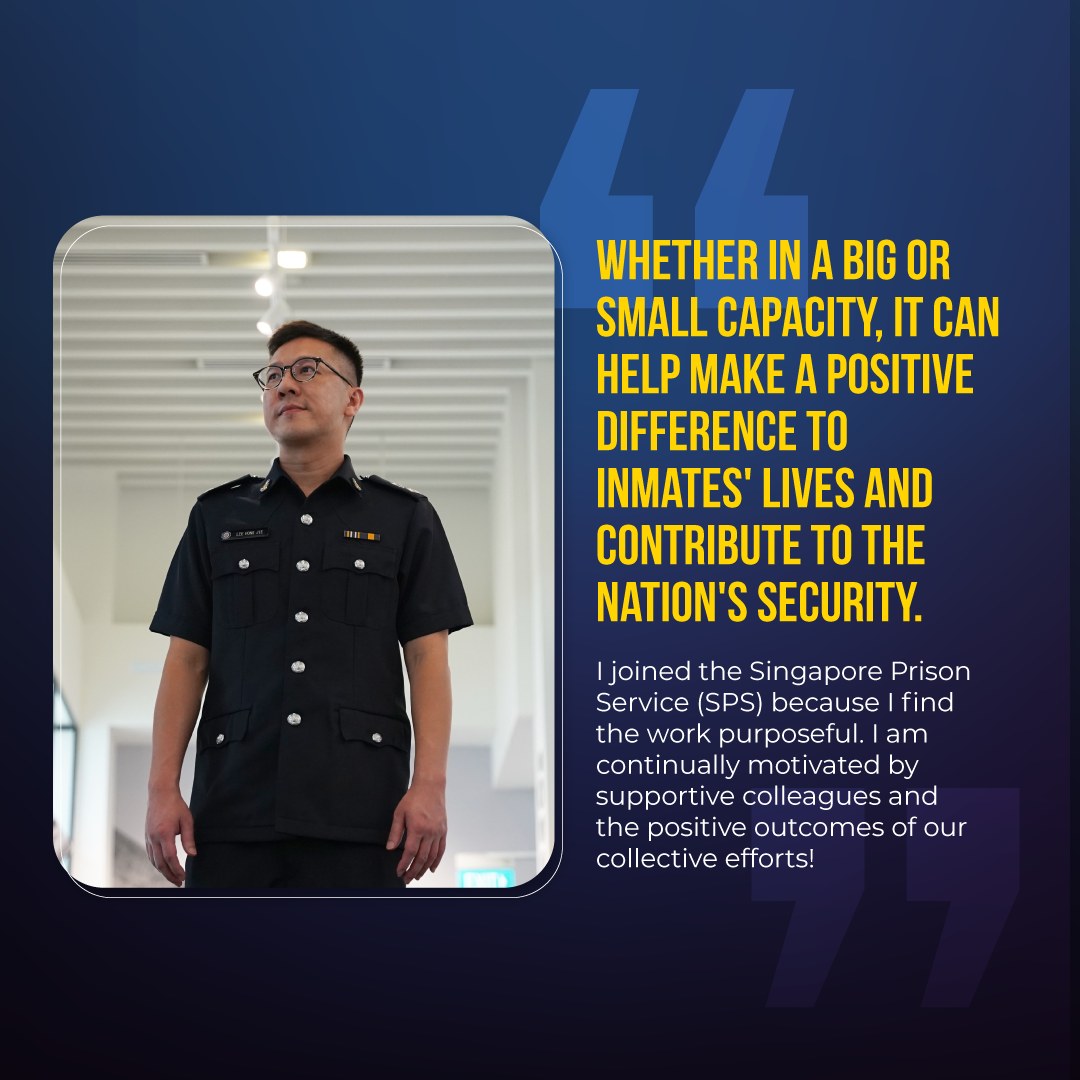 WHETHER IN A BIG OR
SMALL CAPACITY, IT CAN
HELP MAKE A POSITIVE
DIFFERENCE TO
INMATES' LIVES AND
CONTRIBUTE TO THE
NATION'S SECURITY.
I joined the Singapore Prison
Service (SPS) because I find
the work purposeful. I am
continually motivated by
supportive colleagues and
the positive outcomes of our
collective efforts!